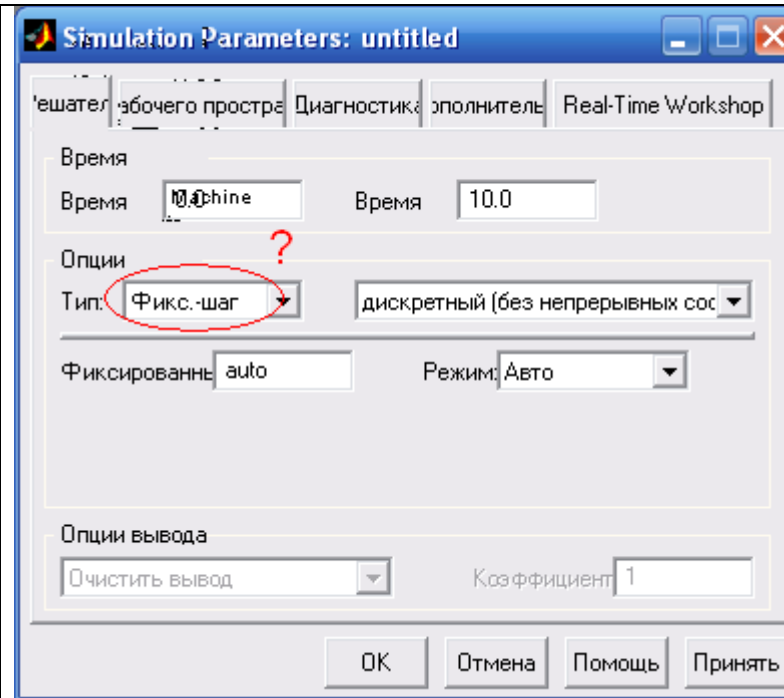 Simulation Parameters: untitled
'ешател абочего простра Диагностика ополнитель Real-Time Workshop
Время
Время Время 10.0
?
Опции
Тип: Фикс.-шаг дискретный (без непрерывных сос
Фиксированнь auto Режим: Авто
Опции вывода
Очистить вывод Коэффициент 1
OK Отмена Помощь Принять